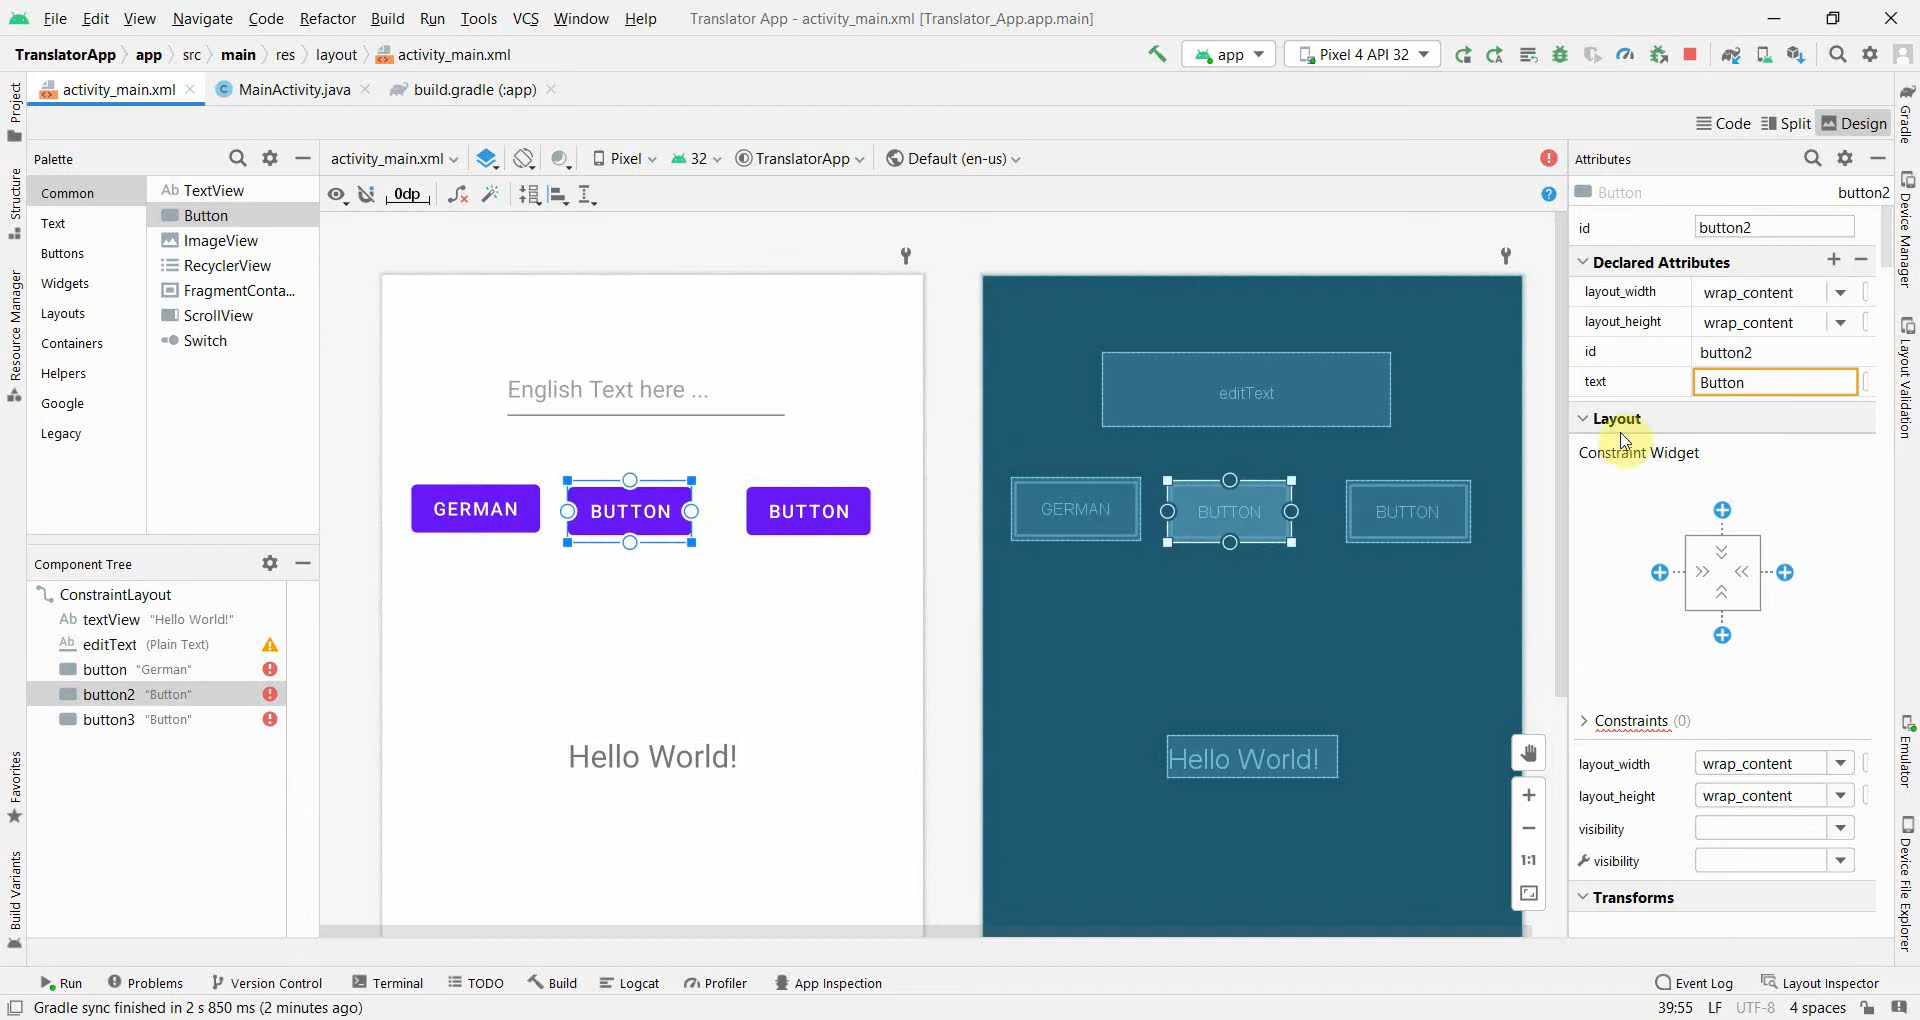 File Edit View Navigate Code Refactor Build Run Tools VCS Window Help Translator App - activity_main.xml [Translator_App.app.main]
TranslatorApp app src main res layout activity_main.xml app Pixel 4 API 32
activity_main.xml MainActivity.java build.gradle (:app)
Code Split Design
Palette
activity_main.xml Pixel 32 TranslatorApp Default (en-us)
Attributes
Common
Text
Buttons
Widgets
Layouts
Containers
Helpers
Google
Legacy
Ab TextView
Button
ImageView
RecyclerView
FragmentConta...
ScrollView
Switch
0dp
Component Tree
ConstraintLayout
Ab textView "Hello World!"
Ab editText (Plain Text)
button "German"
button2 "Button"
button3 "Button"
English Text here ...
GERMAN BUTTON BUTTON
Hello World!
editText
GERMAN BUTTON BUTTON
Hello World!
1:1
Button button2
id button2
Declared Attributes
layout_width wrap_content
layout_height wrap_content
id button2
text Button
Layout
Constraint Widget
Constraints (0)
layout_width wrap_content
layout_height wrap_content
visibility
visibility
Transforms
Project
Structure
Resource Manager
Favorites
Build Variants
Gradle
Device Manager
Layout Validation
Emulator
Device File Explorer
Run Problems Version Control Terminal TODO Build Logcat Profiler App Inspection Event Log Layout Inspector
Gradle sync finished in 2 s 850 ms (2 minutes ago) 39:55 LF UTF-8 4 spaces